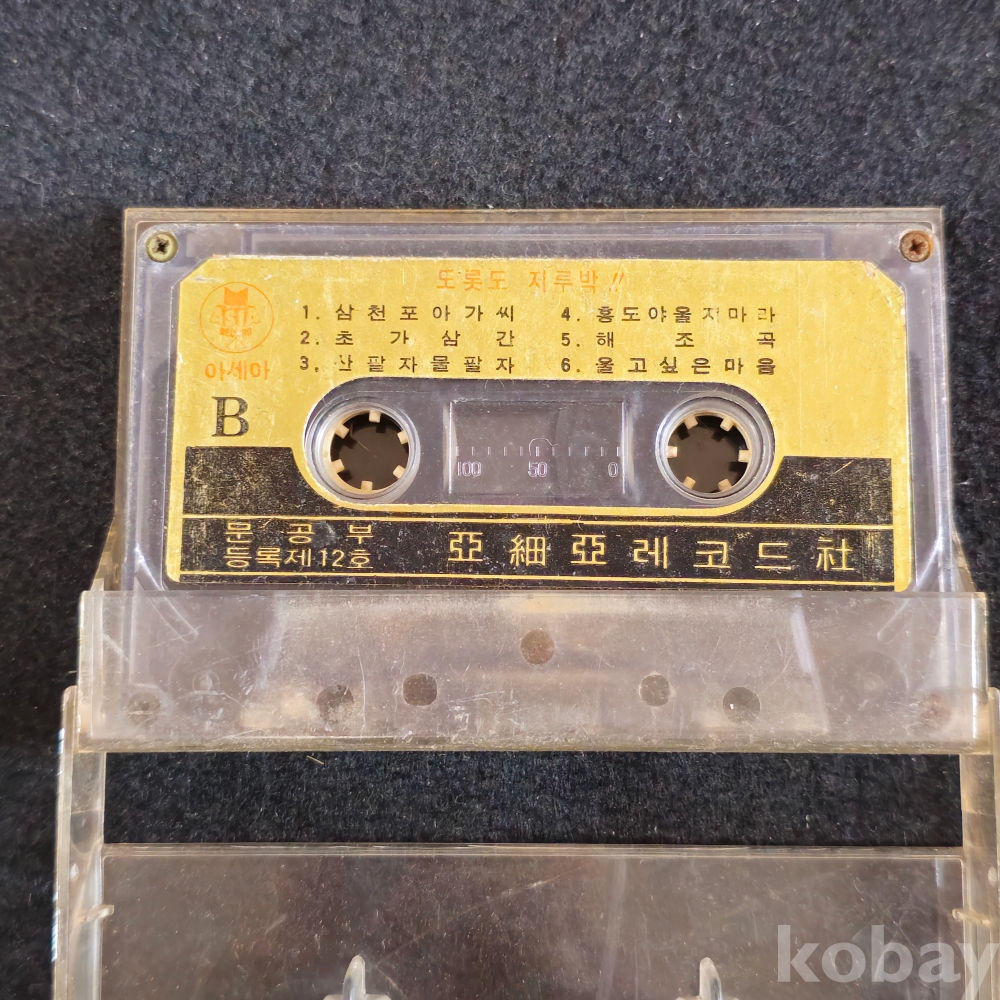 도롯도 지루박!!
ASIA
아세아
1. 삼천포아가씨
2. 초가삼간
3. 산팔자물팔자
4. 홍도야울지마라
5. 해조곡
6. 울고싶은마음
B
100 50 0
문공부
등록제12호
亞細亞레코드社
kobay